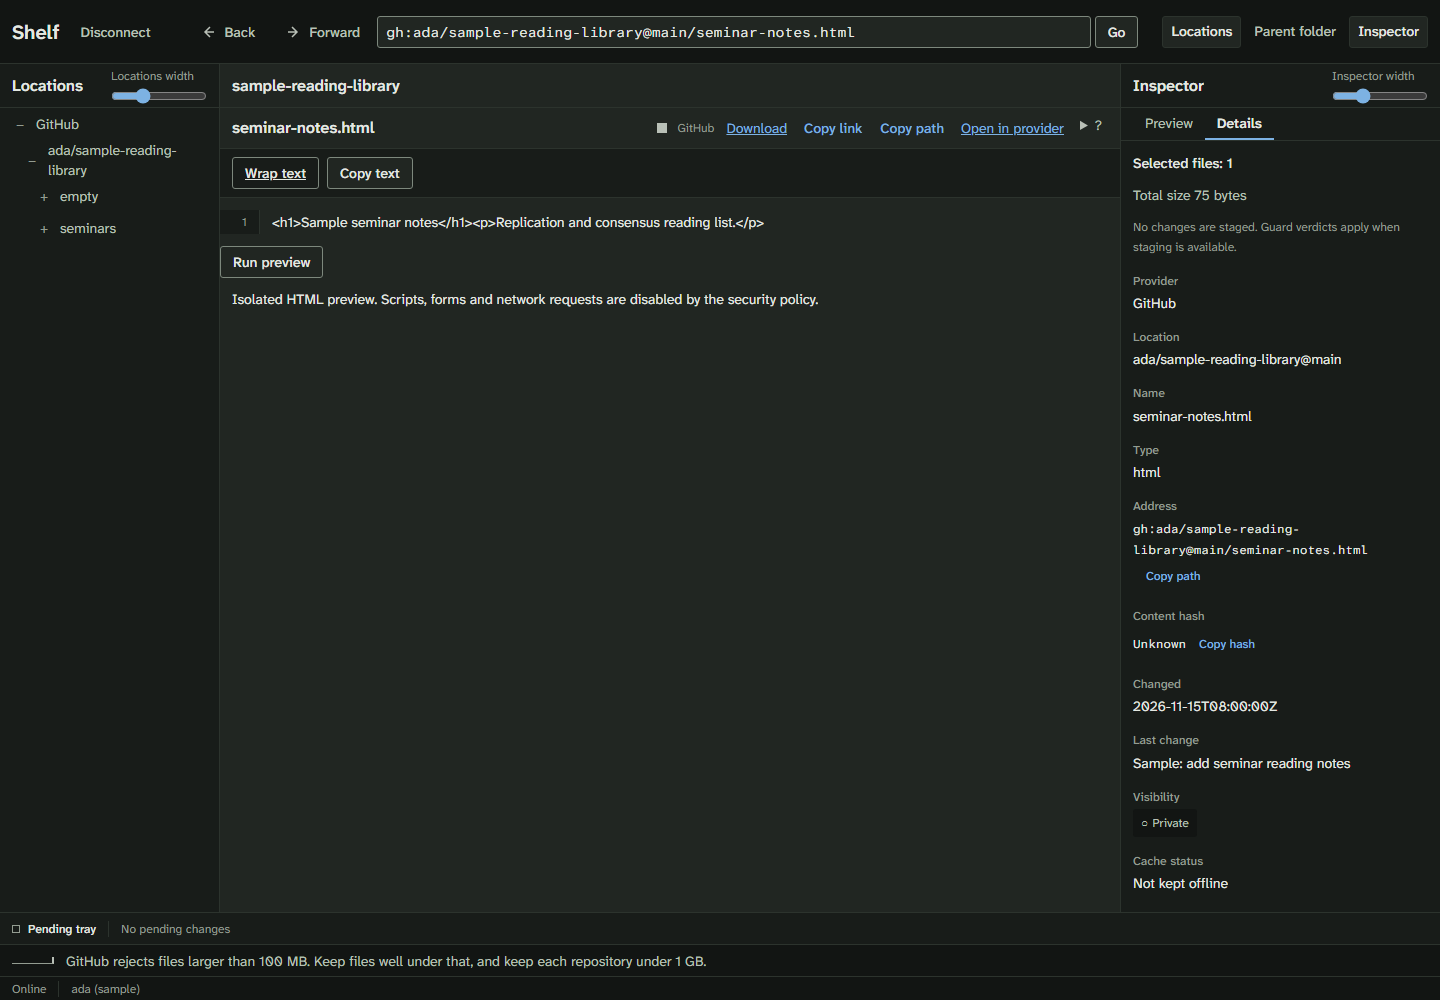 Shelf Disconnect ← Back → Forward gh:ada/sample-reading-library@main/seminar-notes.html Go Locations Parent folder Inspector
Locations Locations width
– GitHub
– ada/sample-reading-
library
+ empty
+ seminars
sample-reading-library
seminar-notes.html GitHub Download Copy link Copy path Open in provider ▶ ?
Wrap text Copy text
1 <h1>Sample seminar notes</h1><p>Replication and consensus reading list.</p>
Run preview
Isolated HTML preview. Scripts, forms and network requests are disabled by the security policy.
Inspector Inspector width
Preview Details
Selected files: 1
Total size 75 bytes
No changes are staged. Guard verdicts apply when
staging is available.
Provider
GitHub
Location
ada/sample-reading-library@main
Name
seminar-notes.html
Type
html
Address
gh:ada/sample-reading-
library@main/seminar-notes.html
Copy path
Content hash
Unknown Copy hash
Changed
2026-11-15T08:00:00Z
Last change
Sample: add seminar reading notes
Visibility
○ Private
Cache status
Not kept offline
Pending tray No pending changes
GitHub rejects files larger than 100 MB. Keep files well under that, and keep each repository under 1 GB.
Online ada (sample)